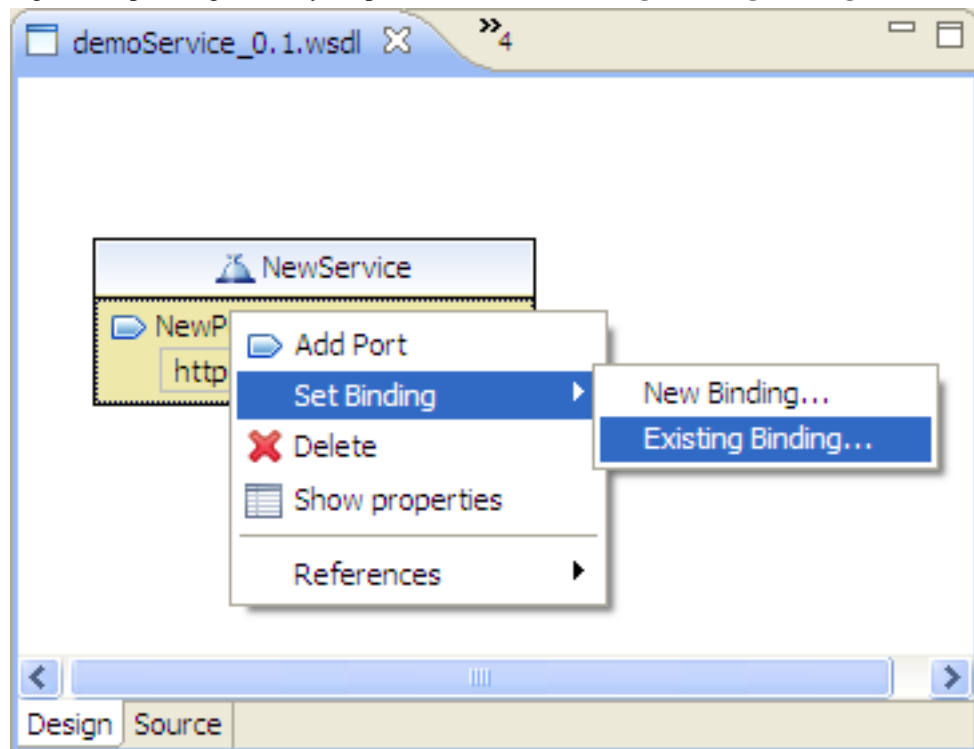 demoService_0.1.wsdl
4
NewService
NewP
http
Add Port
Set Binding
New Binding...
Existing Binding...
Delete
Show properties
References
Design Source